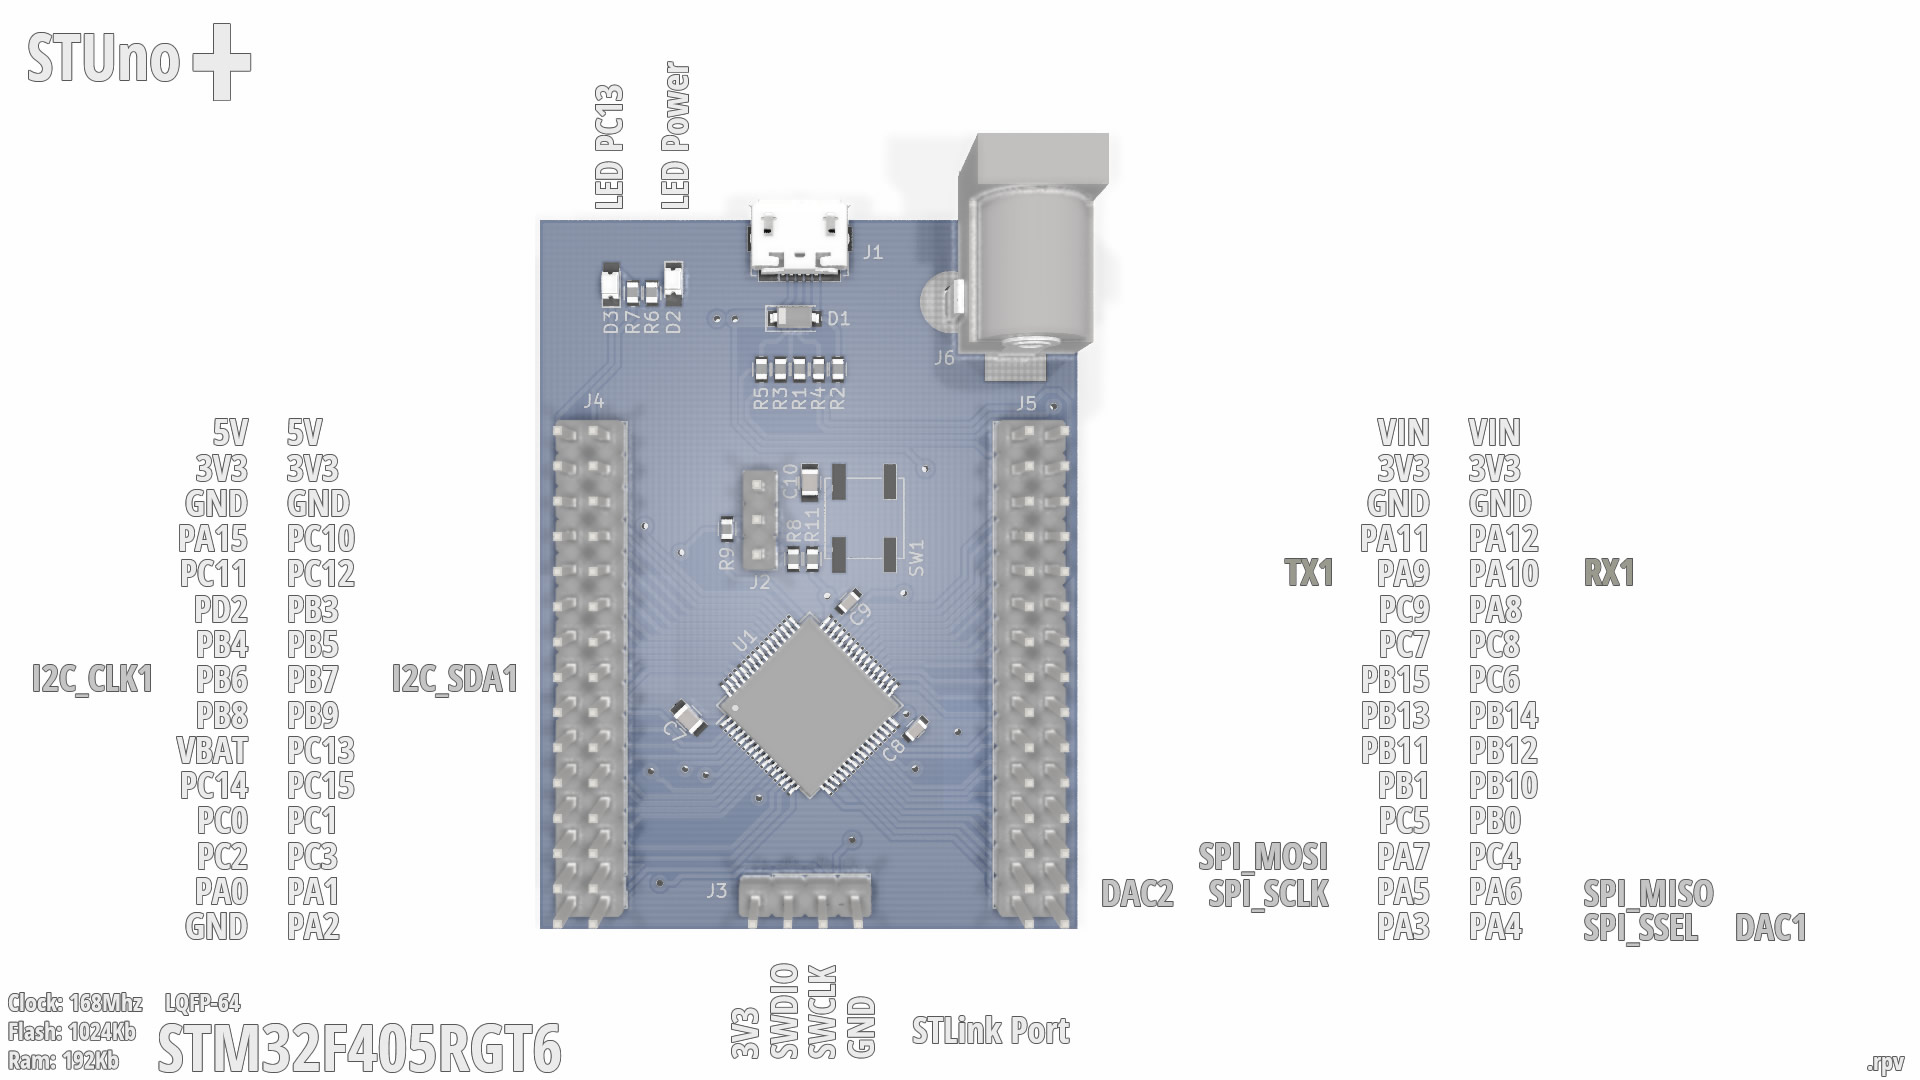 STUno+
LED PC13
LED Power
J1
D3
R7
R6
D2
D1
J6
R5
R3
R1
R4
R2
J4
J5
5V 5V
3V3 3V3
GND GND
PA15 PC10
PC11 PC12
PD2 PB3
PB4 PB5
I2C_CLK1 PB6 PB7 I2C_SDA1
PB8 PB9
VBAT PC13
PC14 PC15
PC0 PC1
PC2 PC3
PA0 PA1
GND PA2
C10
R9
R8
R11
SW1
J2
C9
U1
C7
C8
J3
VIN VIN
3V3 3V3
GND GND
PA11 PA12
TX1 PA9 PA10 RX1
PC9 PA8
PC7 PC8
PB15 PC6
PB13 PB14
PB11 PB12
PB1 PB10
PC5 PB0
SPI_MOSI PA7 PC4
DAC2 SPI_SCLK PA5 PA6 SPI_MISO
PA3 PA4 SPI_SSEL DAC1
3V3
SWDIO
SWCLK
GND
STLink Port
Clock: 168Mhz LQFP-64
Flash: 1024Kb
Ram: 192Kb
STM32F405RGT6
.rpv